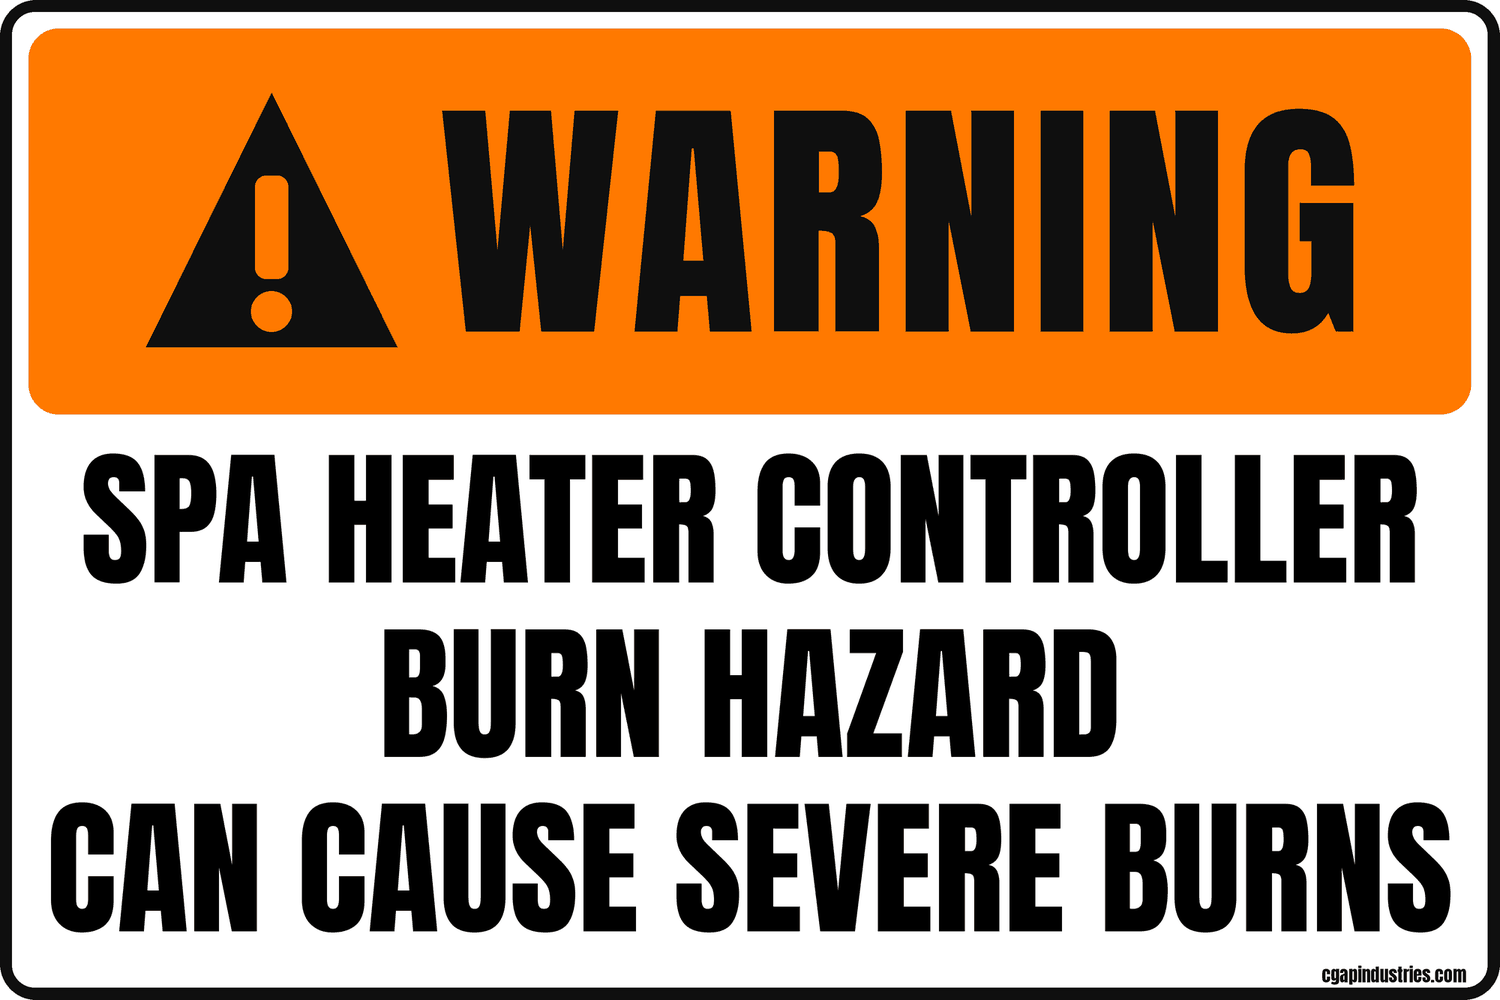 WARNING
SPA HEATER CONTROLLER
BURN HAZARD
CAN CAUSE SEVERE BURNS
cgapindustries.com